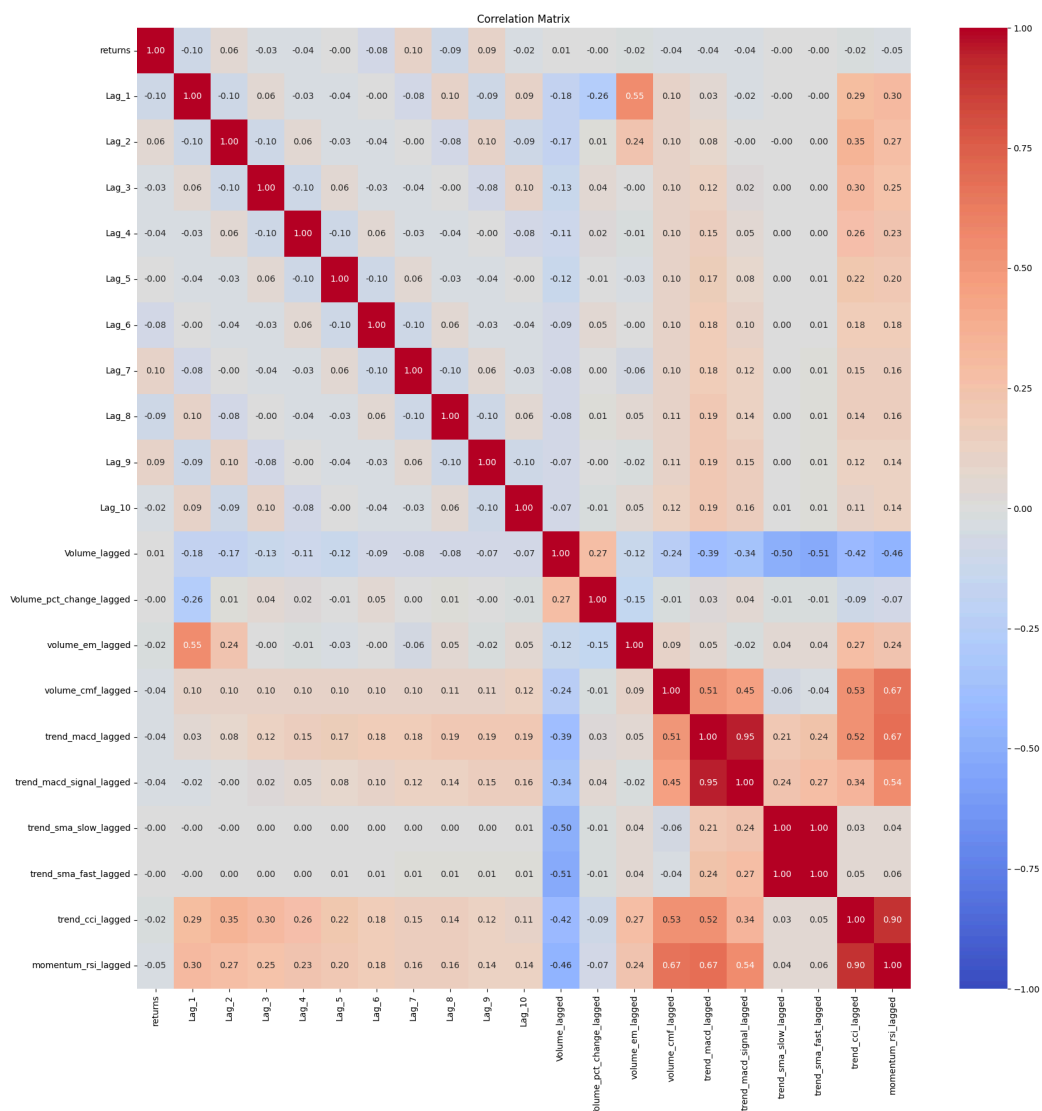 Correlation Matrix
returns 1.00 -0.10 0.06 -0.03 -0.04 -0.00 -0.08 0.10 -0.09 0.09 -0.02 0.01 -0.00 -0.02 -0.04 -0.04 -0.04 -0.00 -0.00 -0.02 -0.05
Lag_1 -0.10 1.00 -0.10 0.06 -0.03 -0.04 -0.00 -0.08 0.10 -0.09 0.09 -0.18 -0.26 0.55 0.10 0.03 -0.02 -0.00 -0.00 0.29 0.30
Lag_2 0.06 -0.10 1.00 -0.10 0.06 -0.03 -0.04 -0.00 -0.08 0.10 -0.09 -0.17 0.01 0.24 0.10 0.08 -0.00 -0.00 0.00 0.35 0.27
Lag_3 -0.03 0.06 -0.10 1.00 -0.10 0.06 -0.03 -0.04 -0.00 -0.08 0.10 -0.13 0.04 -0.00 0.10 0.12 0.02 0.00 0.00 0.30 0.25
Lag_4 -0.04 -0.03 0.06 -0.10 1.00 -0.10 0.06 -0.03 -0.04 -0.00 -0.08 -0.11 0.02 -0.01 0.10 0.15 0.05 0.00 0.00 0.26 0.23
Lag_5 -0.00 -0.04 -0.03 0.06 -0.10 1.00 -0.10 0.06 -0.03 -0.04 -0.00 -0.12 -0.01 -0.03 0.10 0.17 0.08 0.00 0.01 0.22 0.20
Lag_6 -0.08 -0.00 -0.04 -0.03 0.06 -0.10 1.00 -0.10 0.06 -0.03 -0.04 -0.09 0.05 -0.00 0.10 0.18 0.10 0.00 0.01 0.18 0.18
Lag_7 0.10 -0.08 -0.00 -0.04 -0.03 0.06 -0.10 1.00 -0.10 0.06 -0.03 -0.08 0.00 -0.06 0.10 0.18 0.12 0.00 0.01 0.15 0.16
Lag_8 -0.09 0.10 -0.08 -0.00 -0.04 -0.03 0.06 -0.10 1.00 -0.10 0.06 -0.08 0.01 0.05 0.11 0.19 0.14 0.00 0.01 0.14 0.16
Lag_9 0.09 -0.09 0.10 -0.08 -0.00 -0.04 -0.03 0.06 -0.10 1.00 -0.10 -0.07 -0.00 -0.02 0.11 0.19 0.15 0.00 0.01 0.12 0.14
Lag_10 -0.02 0.09 -0.09 0.10 -0.08 -0.00 -0.04 -0.03 0.06 -0.10 1.00 -0.07 -0.01 0.05 0.12 0.19 0.16 0.01 0.01 0.11 0.14
Volume_lagged 0.01 -0.18 -0.17 -0.13 -0.11 -0.12 -0.09 -0.08 -0.08 -0.07 -0.07 1.00 0.27 -0.12 -0.24 -0.39 -0.34 -0.50 -0.51 -0.42 -0.46
Volume_pct_change_lagged -0.00 -0.26 0.01 0.04 0.02 -0.01 0.05 0.00 0.01 -0.00 -0.01 0.27 1.00 -0.15 -0.01 0.03 0.04 -0.01 -0.01 -0.09 -0.07
volume_em_lagged -0.02 0.55 0.24 -0.00 -0.01 -0.03 -0.00 -0.06 0.05 -0.02 0.05 -0.12 -0.15 1.00 0.09 0.05 -0.02 0.04 0.04 0.27 0.24
volume_cmf_lagged -0.04 0.10 0.10 0.10 0.10 0.10 0.10 0.10 0.11 0.11 0.12 -0.24 -0.01 0.09 1.00 0.51 0.45 -0.06 -0.04 0.53 0.67
trend_macd_lagged -0.04 0.03 0.08 0.12 0.15 0.17 0.18 0.18 0.19 0.19 0.19 -0.39 0.03 0.05 0.51 1.00 0.95 0.21 0.24 0.52 0.67
trend_macd_signal_lagged -0.04 -0.02 -0.00 0.02 0.05 0.08 0.10 0.12 0.14 0.15 0.16 -0.34 0.04 -0.02 0.45 0.95 1.00 0.24 0.27 0.34 0.54
trend_sma_slow_lagged -0.00 -0.00 -0.00 0.00 0.00 0.00 0.00 0.00 0.00 0.00 0.01 -0.50 -0.01 0.04 -0.06 0.21 0.24 1.00 1.00 0.03 0.04
trend_sma_fast_lagged -0.00 -0.00 0.00 0.00 0.00 0.01 0.01 0.01 0.01 0.01 0.01 -0.51 -0.01 0.04 -0.04 0.24 0.27 1.00 1.00 0.05 0.06
trend_cci_lagged -0.02 0.29 0.35 0.30 0.26 0.22 0.18 0.15 0.14 0.12 0.11 -0.42 -0.09 0.27 0.53 0.52 0.34 0.03 0.05 1.00 0.90
momentum_rsi_lagged -0.05 0.30 0.27 0.25 0.23 0.20 0.18 0.16 0.16 0.14 0.14 -0.46 -0.07 0.24 0.67 0.67 0.54 0.04 0.06 0.90 1.00
returns
Lag_1
Lag_2
Lag_3
Lag_4
Lag_5
Lag_6
Lag_7
Lag_8
Lag_9
Lag_10
Volume_lagged
olume_pct_change_lagged
volume_em_lagged
volume_cmf_lagged
trend_macd_lagged
trend_macd_signal_lagged
trend_sma_slow_lagged
trend_sma_fast_lagged
trend_cci_lagged
momentum_rsi_lagged
1.00
0.75
0.50
0.25
0.00
−0.25
−0.50
−0.75
−1.00